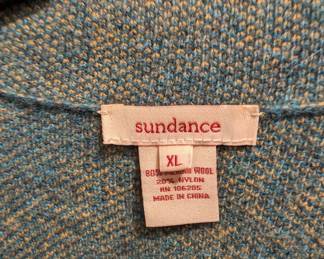 sundance
XL
80% WOOL
20% NYLON
RN 106205
MADE IN CHINA